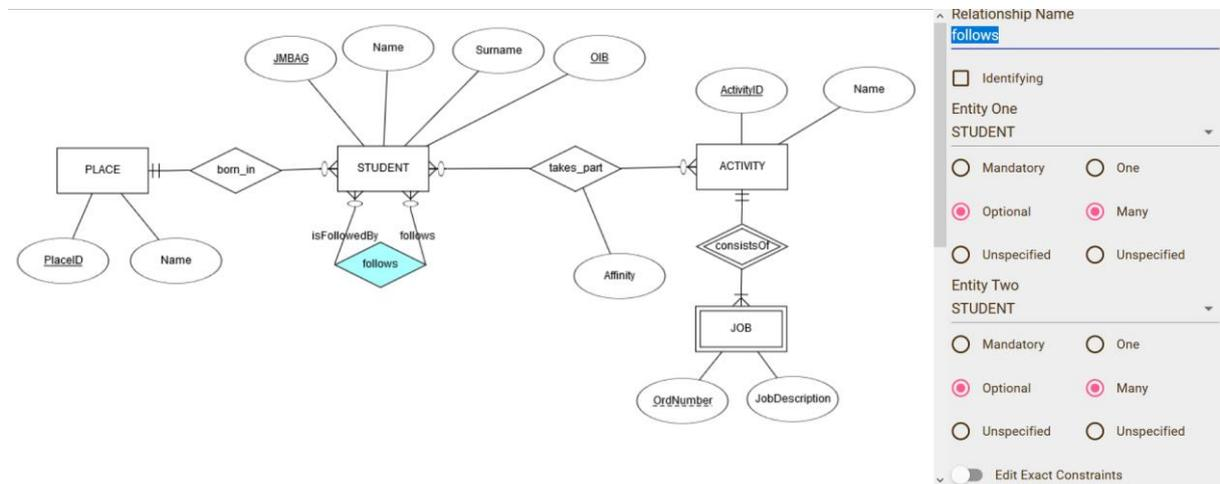 JMBAG
Name
Surname
OIB
ActivityID
Name
PLACE
born_in
STUDENT
takes_part
ACTIVITY
isFollowedBy
follows
follows
consistsOf
PlaceID
Name
Affinity
JOB
OrdNumber
JobDescription
Relationship Name
follows
Identifying
Entity One
STUDENT
Mandatory One
Optional Many
Unspecified Unspecified
Entity Two
STUDENT
Mandatory One
Optional Many
Unspecified Unspecified
Edit Exact Constraints